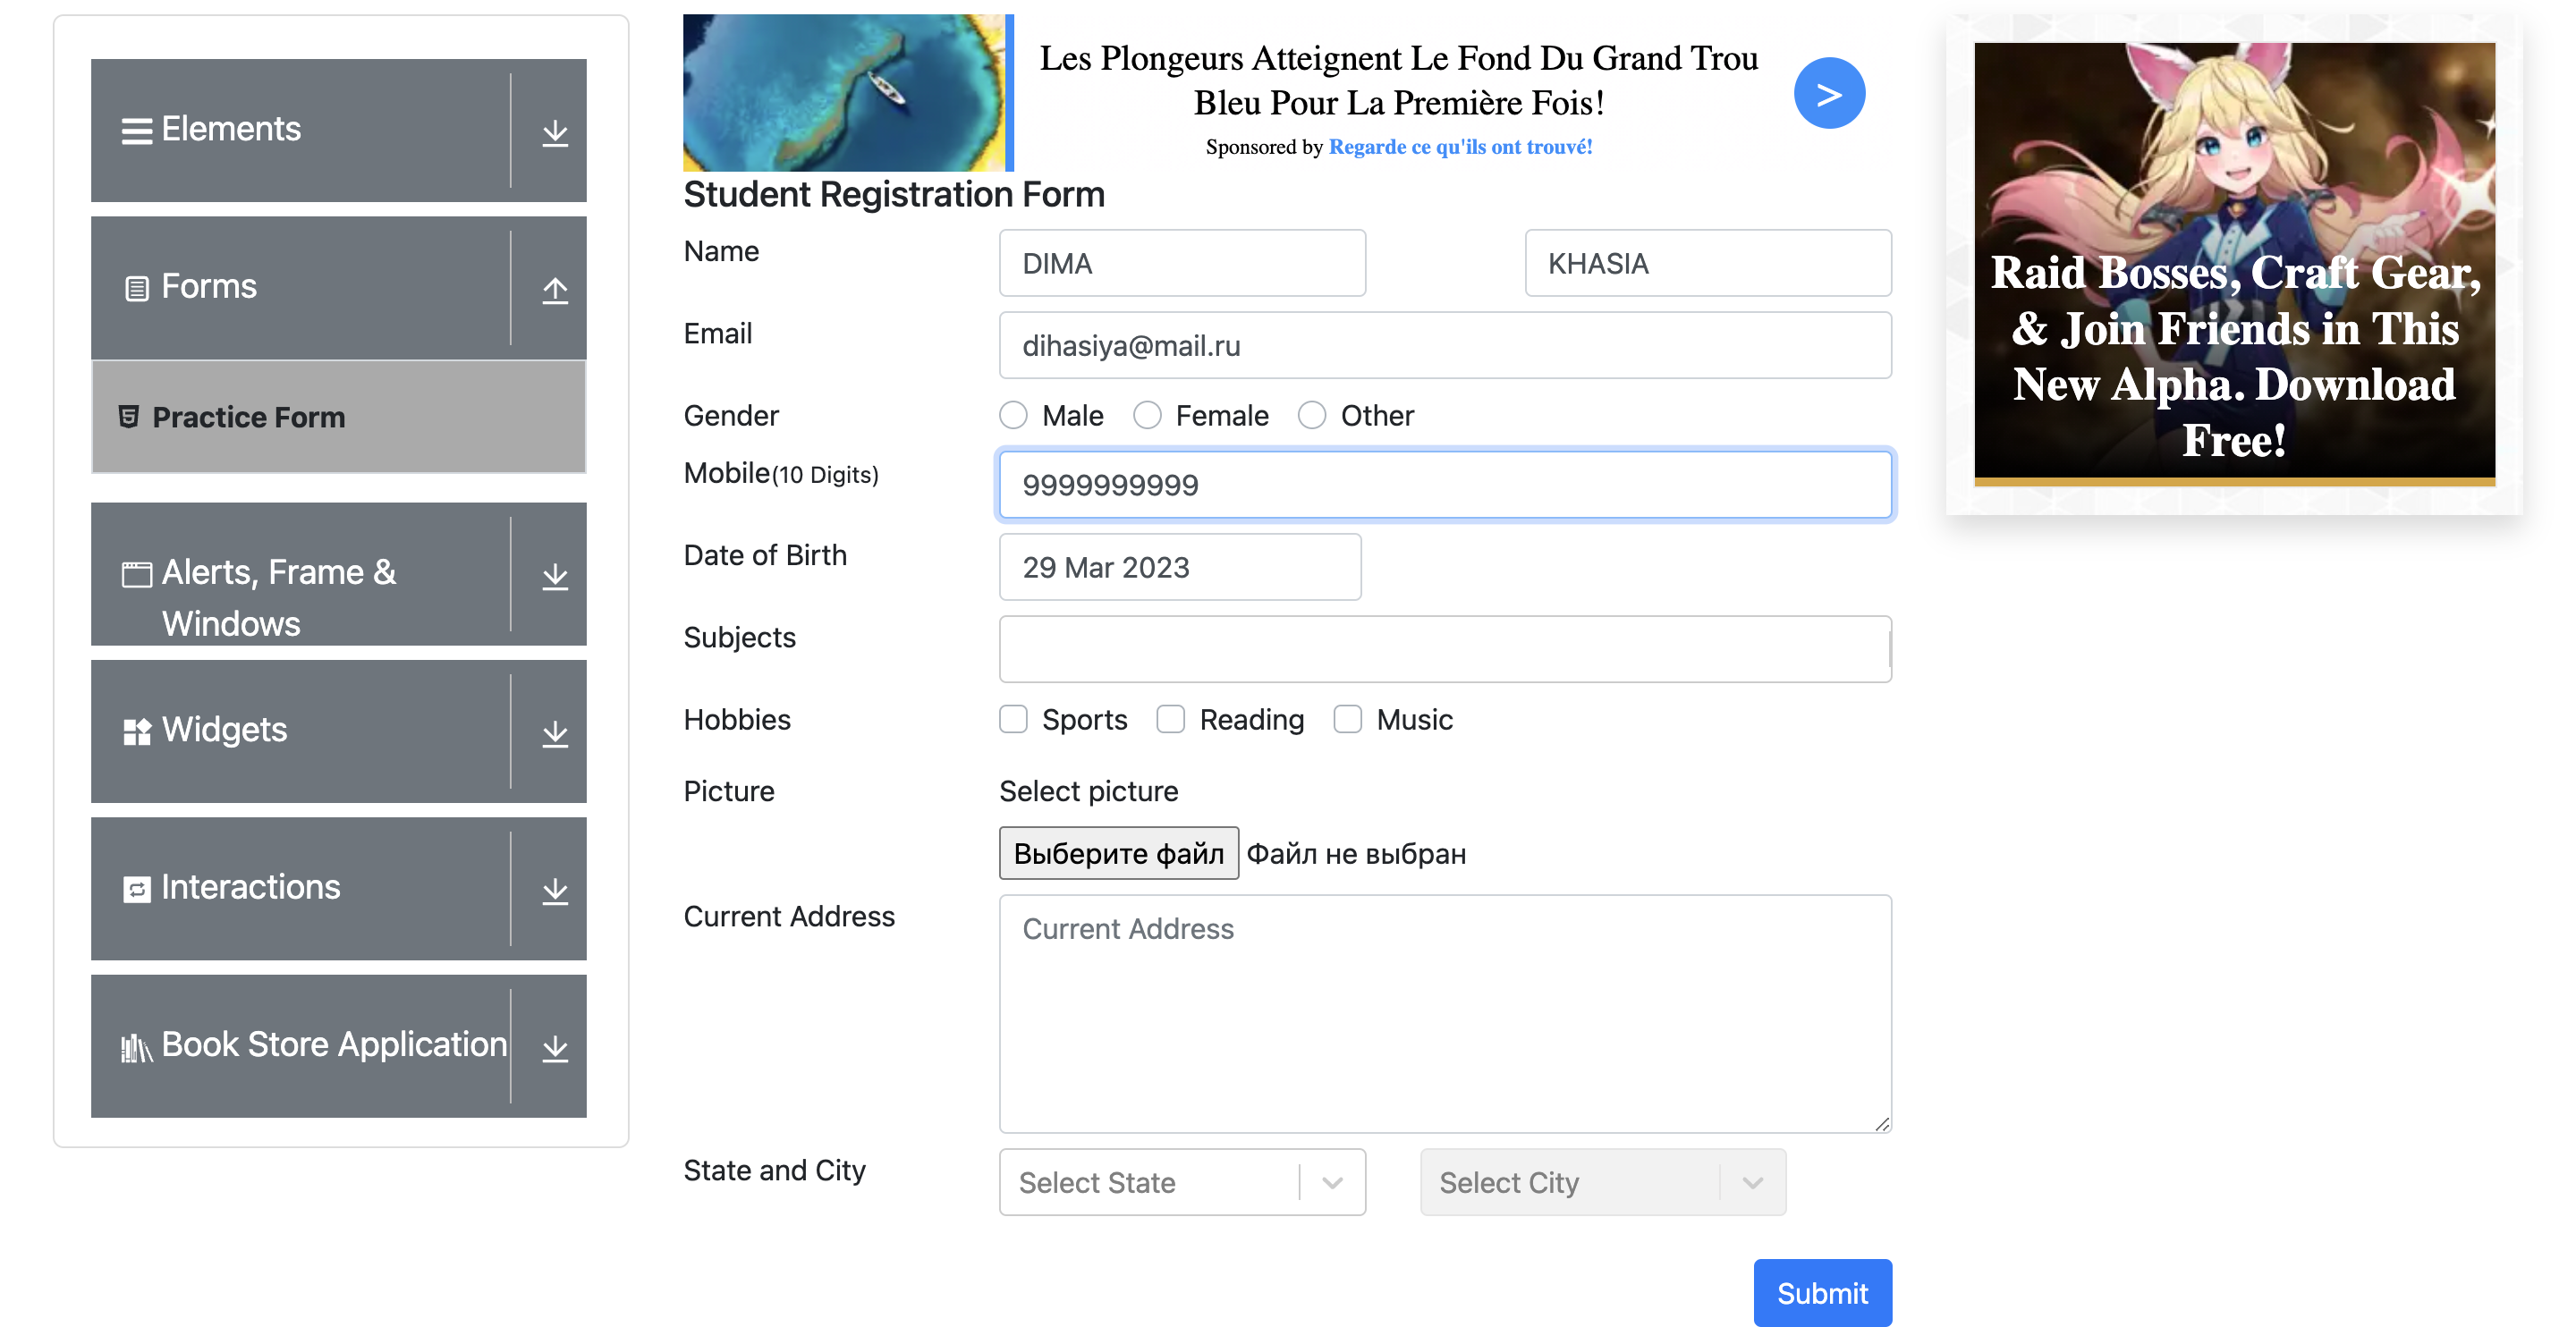 Elements
Forms
Practice Form
Alerts, Frame &
Windows
Widgets
Interactions
Book Store Application
Les Plongeurs Atteignent Le Fond Du Grand Trou
Bleu Pour La Première Fois!
Sponsored by Regarde ce qu'ils ont trouvé!
>
Student Registration Form
Name DIMA KHASIA
Email dihasiya@mail.ru
Gender Male Female Other
Mobile(10 Digits) 9999999999
Date of Birth 29 Mar 2023
Subjects
Hobbies Sports Reading Music
Picture Select picture
Выберите файл Файл не выбран
Current Address Current Address
State and City Select State Select City
Submit
Raid Bosses, Craft Gear,
& Join Friends in This
New Alpha. Download
Free!